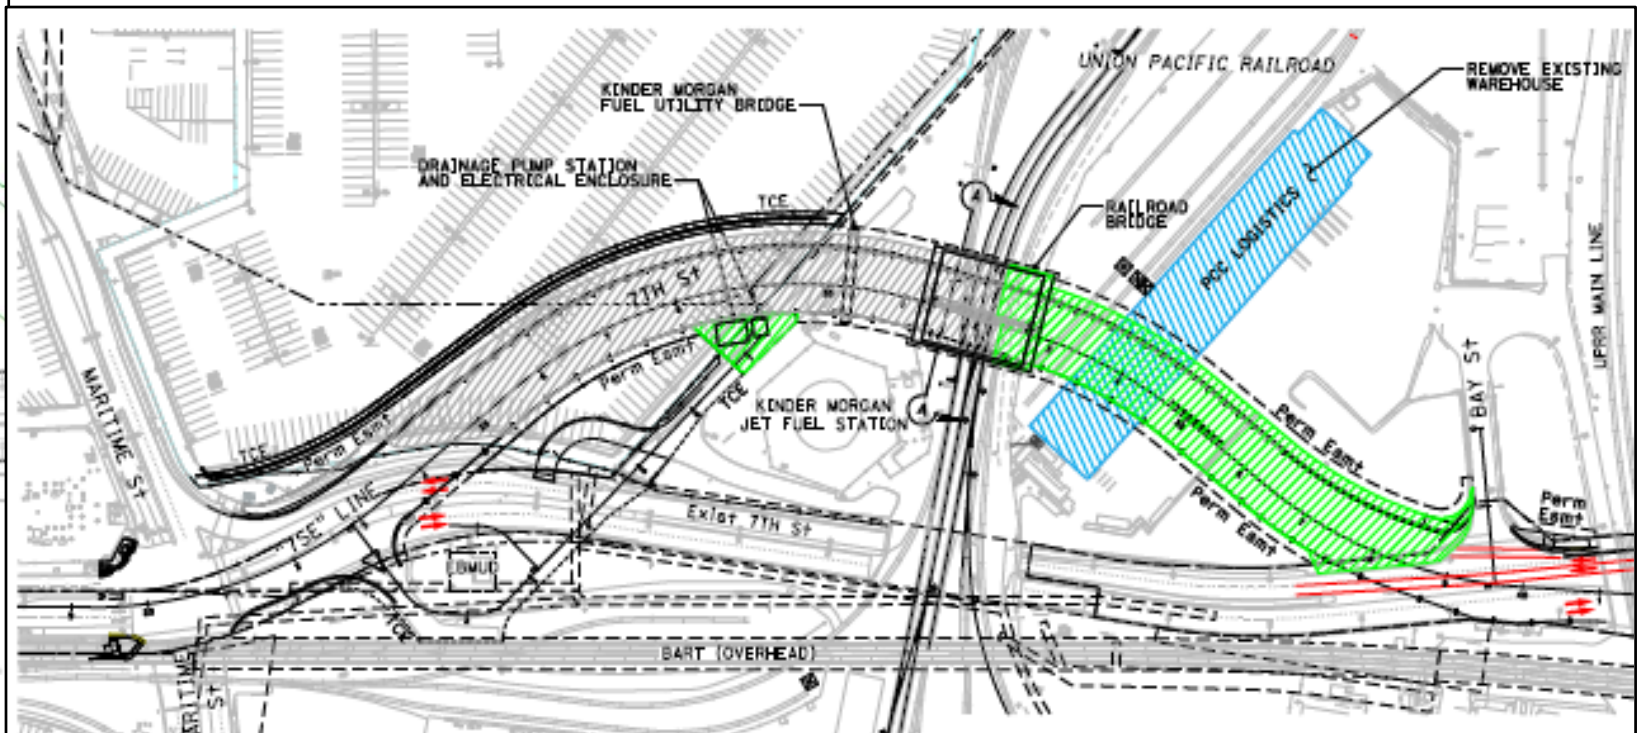 UNION PACIFIC RAILROAD
REMOVE EXISTING
WAREHOUSE
KINDER MORGAN
FUEL UTILITY BRIDGE
DRAINAGE PUMP STATION
AND ELECTRICAL ENCLOSURE
TCE
A
RAILROAD
BRIDGE
PCC LOGISTICS
UPRR MAIN LINE
7TH St
Perm Esmt
TCE
KINDER MORGAN
JET FUEL STATION
A
MARITIME St
BAY St
Perm Esmt
TCE
Perm Esmt
Perm Esmt
Perm
Esmt
"7SE" LINE
Exist 7TH St
EBMUD
TCE
BART (OVERHEAD)
MARITIME
St